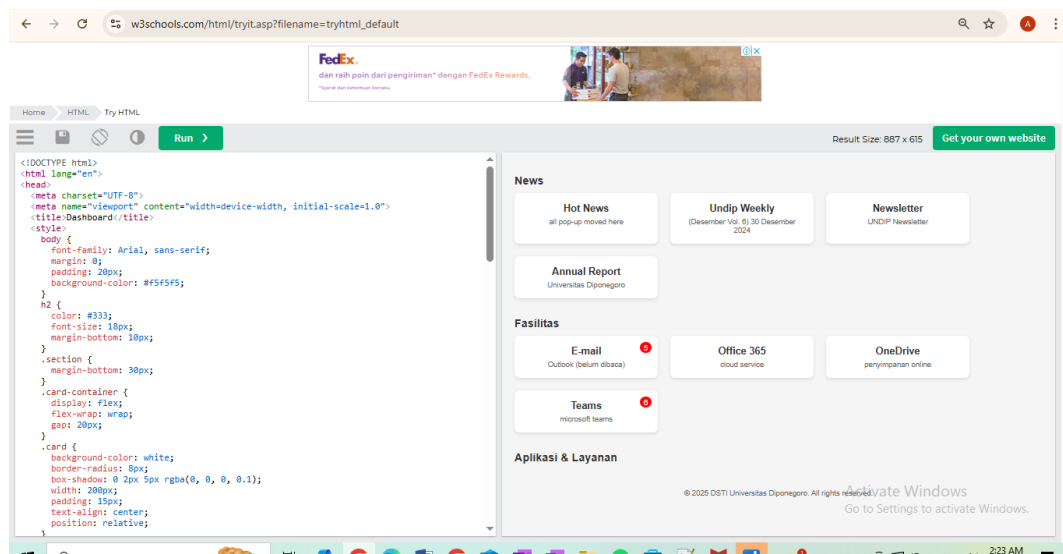 w3schools.com/html/tryit.asp?filename=tryhtml_default
A
FedEx.
dan raih poin dari pengiriman* dengan FedEx Rewards.
*Syarat dan ketentuan berlaku.
Home HTML Try HTML
Run ❯
Result Size: 887 x 615
Get your own website
<!DOCTYPE html>
<html lang="en">
<head>
<meta charset="UTF-8">
<meta name="viewport" content="width=device-width, initial-scale=1.0">
<title>Dashboard</title>
<style>
body {
font-family: Arial, sans-serif;
margin: 0;
padding: 20px;
background-color: #f5f5f5;
}
h2 {
color: #333;
font-size: 18px;
margin-bottom: 10px;
}
.section {
margin-bottom: 30px;
}
.card-container {
display: flex;
flex-wrap: wrap;
gap: 20px;
}
.card {
background-color: white;
border-radius: 8px;
box-shadow: 0 2px 5px rgba(0, 0, 0, 0.1);
width: 200px;
padding: 15px;
text-align: center;
position: relative;
}
News
Hot News
all pop-up moved here
Undip Weekly
(Desember Vol. 6) 30 Desember
2024
Newsletter
UNDIP Newsletter
Annual Report
Universitas Diponegoro
Fasilitas
E-mail
5
Outlook (belum dibaca)
Office 365
cloud service
OneDrive
penyimpanan online
Teams
6
microsoft teams
Aplikasi & Layanan
© 2025 DSTI Universitas Diponegoro. All rights reserved.
Activate Windows
Go to Settings to activate Windows.
2:23 AM